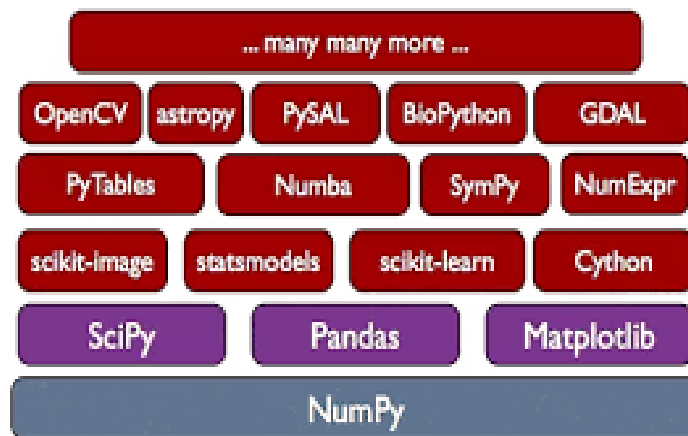 ... many many more ...
OpenCV astropy PySAL BioPython GDAL
PyTables Numba SymPy NumExpr
scikit-image statsmodels scikit-learn Cython
SciPy Pandas Matplotlib
NumPy